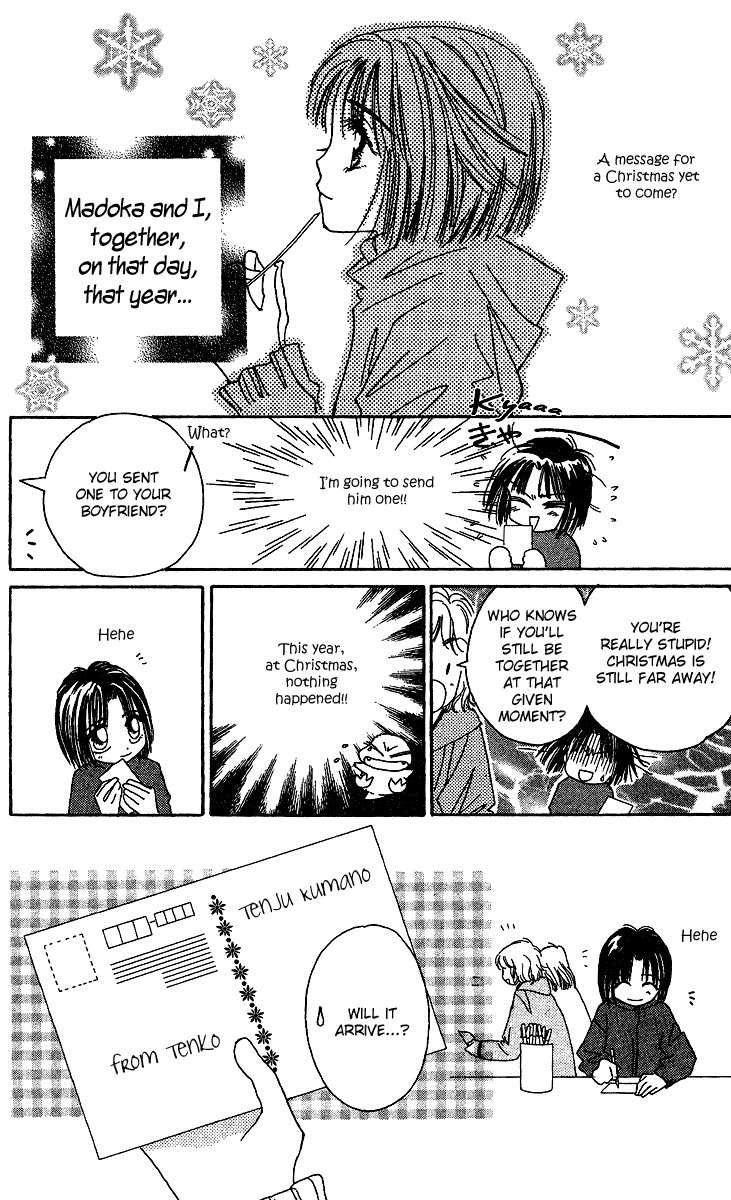 A message for
a Christmas yet
to come?
Madoka and I,
together,
on that day,
that year...
Kyaaa
きゃ
I'm going to send
him one!!
What?
YOU SENT
ONE TO YOUR
BOYFRIEND?
YOU'RE
REALLY STUPID!
CHRISTMAS IS
STILL FAR AWAY!
WHO KNOWS
IF YOU'LL
STILL BE
TOGETHER
AT THAT
GIVEN
MOMENT?
This year,
at Christmas,
nothing
happened!!
Hehe
Hehe
TENJU KUMANO
FROM TENKO
WILL IT
ARRIVE...?